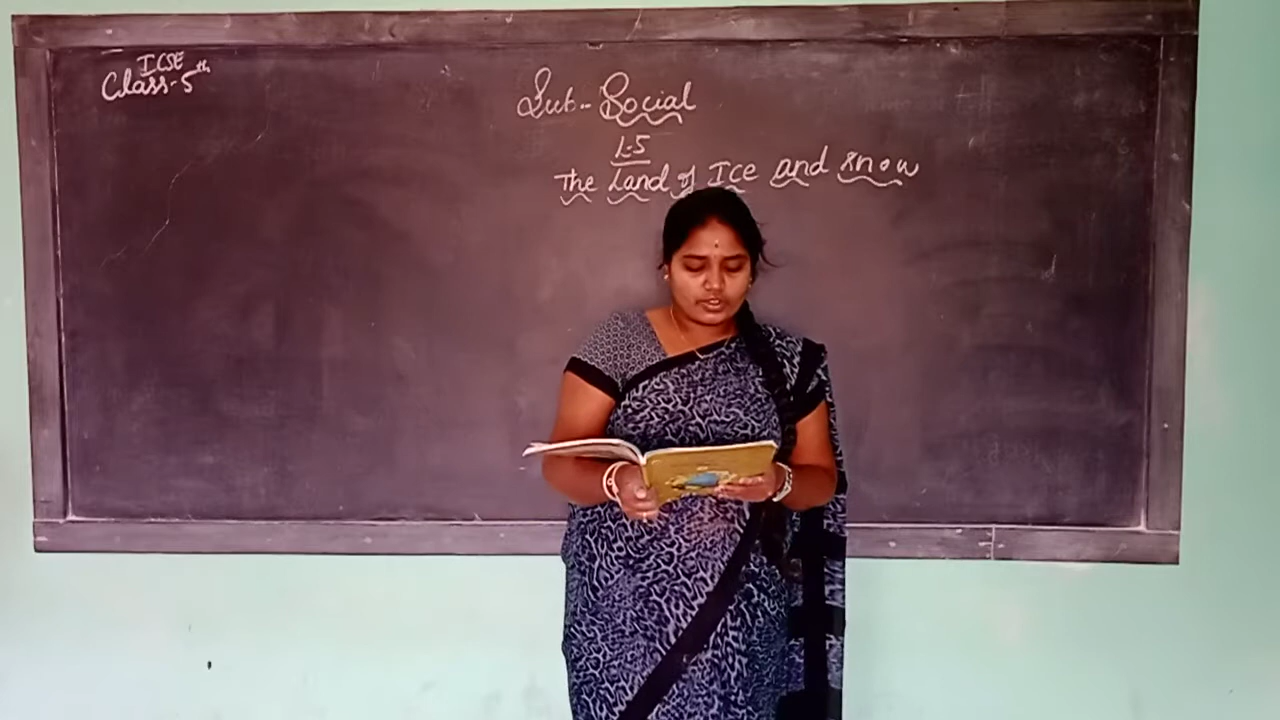 ICSE
Class-5th
Sub-- Social
L-5
The Land of Ice and snow